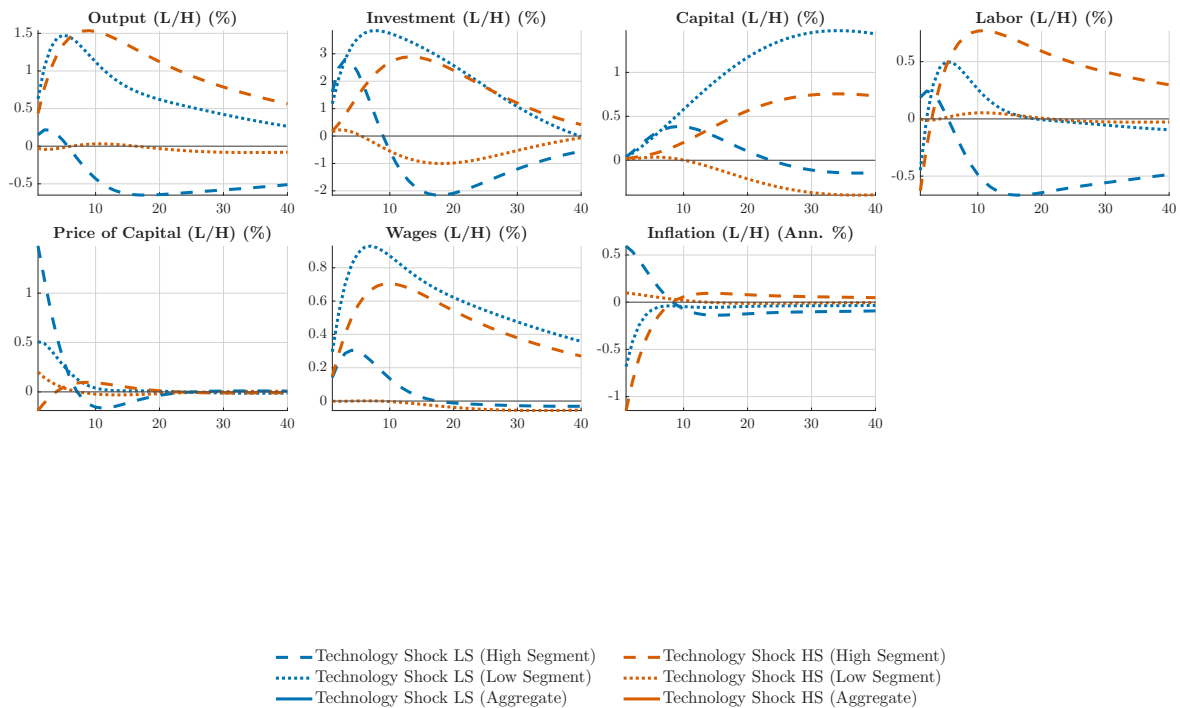 Output (L/H) (%)
1.5
1
0.5
0
-0.5
10 20 30 40
Investment (L/H) (%)
3
2
1
0
-1
-2
10 20 30 40
Capital (L/H) (%)
1
0
10 20 30 40
Labor (L/H) (%)
0.5
0
-0.5
10 20 30 40
Price of Capital (L/H) (%)
1
0
10 20 30 40
Wages (L/H) (%)
0.8
0.6
0.4
0.2
0
10 20 30 40
Inflation (L/H) (Ann. %)
0.5
0
-0.5
-1
10 20 30 40
Technology Shock LS (High Segment)
Technology Shock LS (Low Segment)
Technology Shock LS (Aggregate)
Technology Shock HS (High Segment)
Technology Shock HS (Low Segment)
Technology Shock HS (Aggregate)